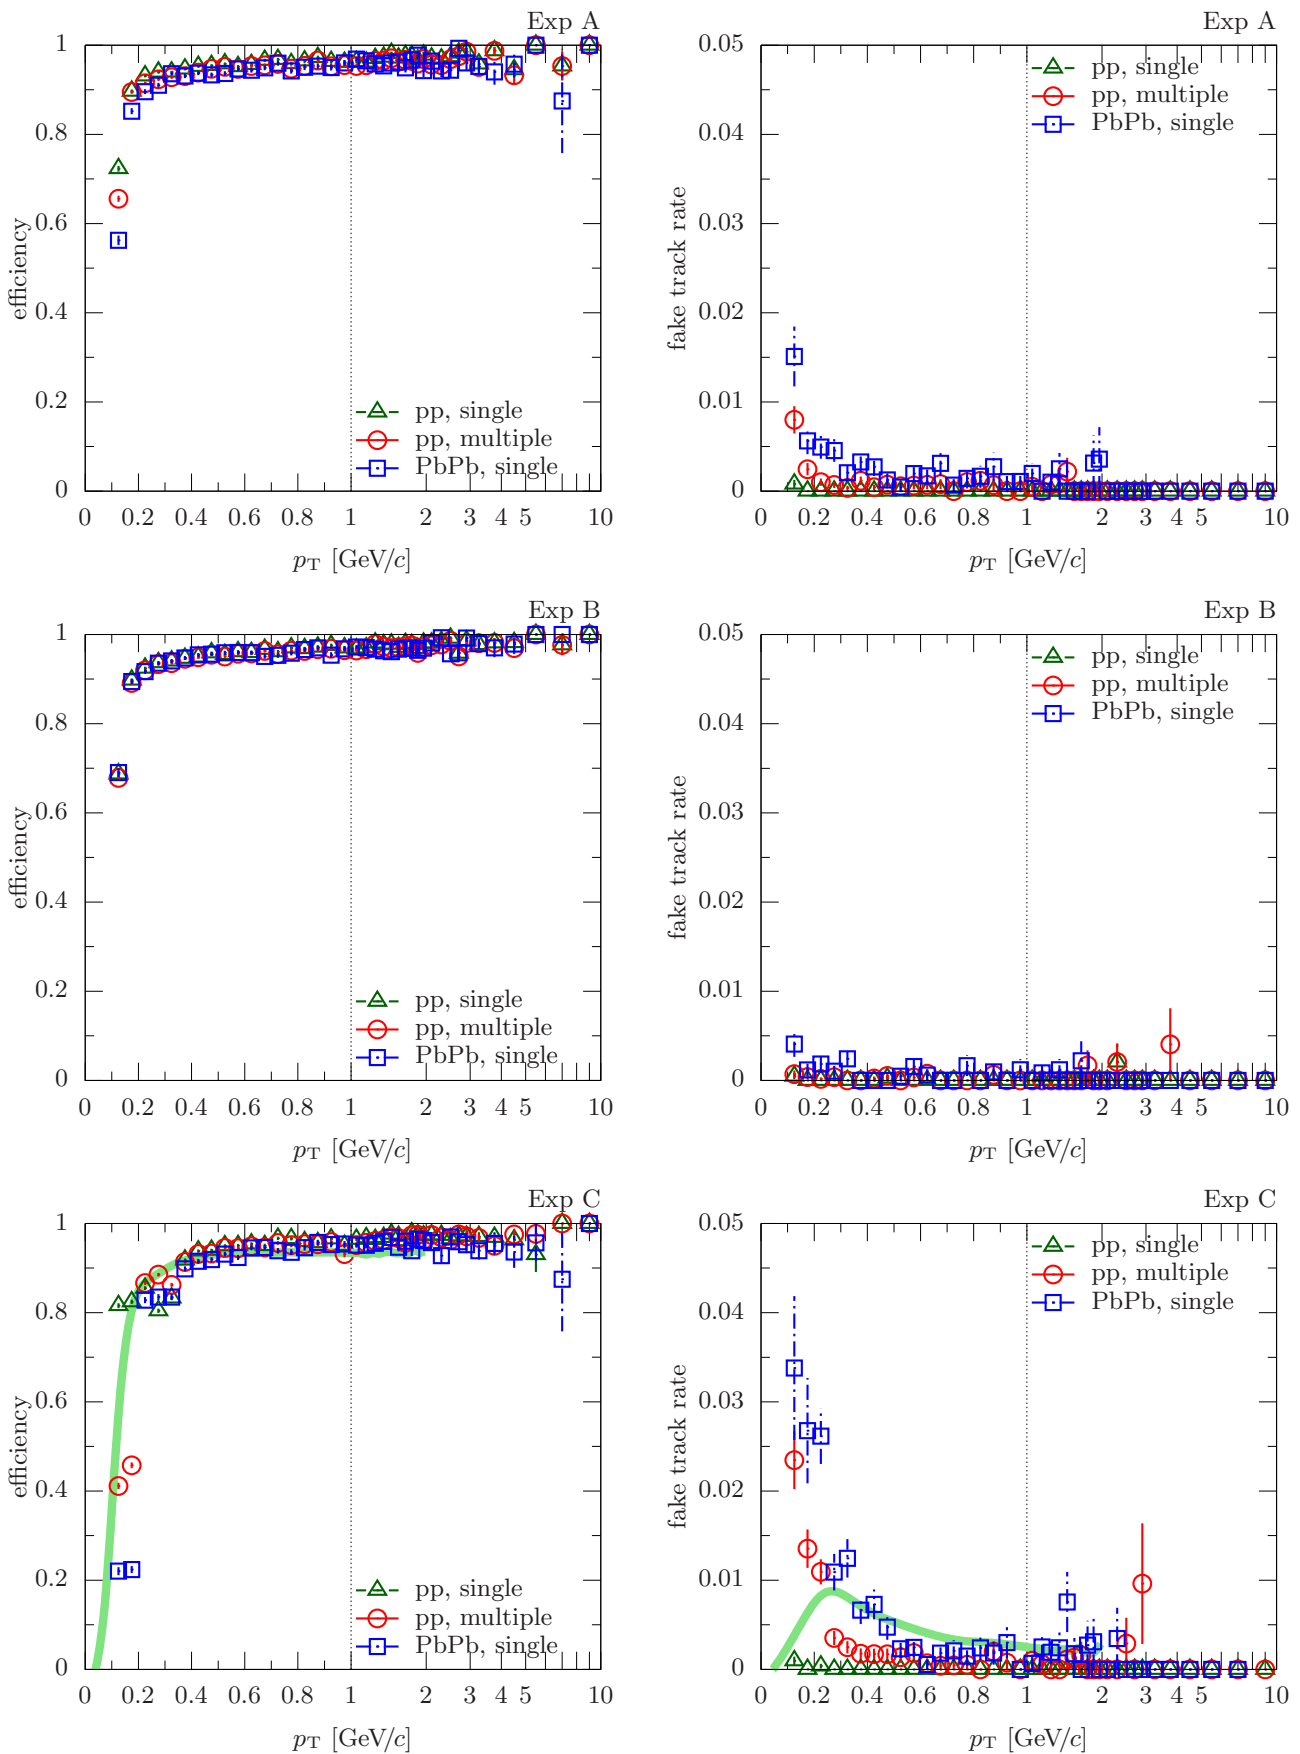 Exp A
1
0.8
0.6
0.4
0.2
0
efficiency
pp, single
pp, multiple
PbPb, single
0 0.2 0.4 0.6 0.8 1 2 3 4 5 10
pT [GeV/c]
Exp A
0.05
0.04
0.03
0.02
0.01
0
fake track rate
pp, single
pp, multiple
PbPb, single
0 0.2 0.4 0.6 0.8 1 2 3 4 5 10
pT [GeV/c]
Exp B
1
0.8
0.6
0.4
0.2
0
efficiency
pp, single
pp, multiple
PbPb, single
0 0.2 0.4 0.6 0.8 1 2 3 4 5 10
pT [GeV/c]
Exp B
0.05
0.04
0.03
0.02
0.01
0
fake track rate
pp, single
pp, multiple
PbPb, single
0 0.2 0.4 0.6 0.8 1 2 3 4 5 10
pT [GeV/c]
Exp C
1
0.8
0.6
0.4
0.2
0
efficiency
pp, single
pp, multiple
PbPb, single
0 0.2 0.4 0.6 0.8 1 2 3 4 5 10
pT [GeV/c]
Exp C
0.05
0.04
0.03
0.02
0.01
0
fake track rate
pp, single
pp, multiple
PbPb, single
0 0.2 0.4 0.6 0.8 1 2 3 4 5 10
pT [GeV/c]